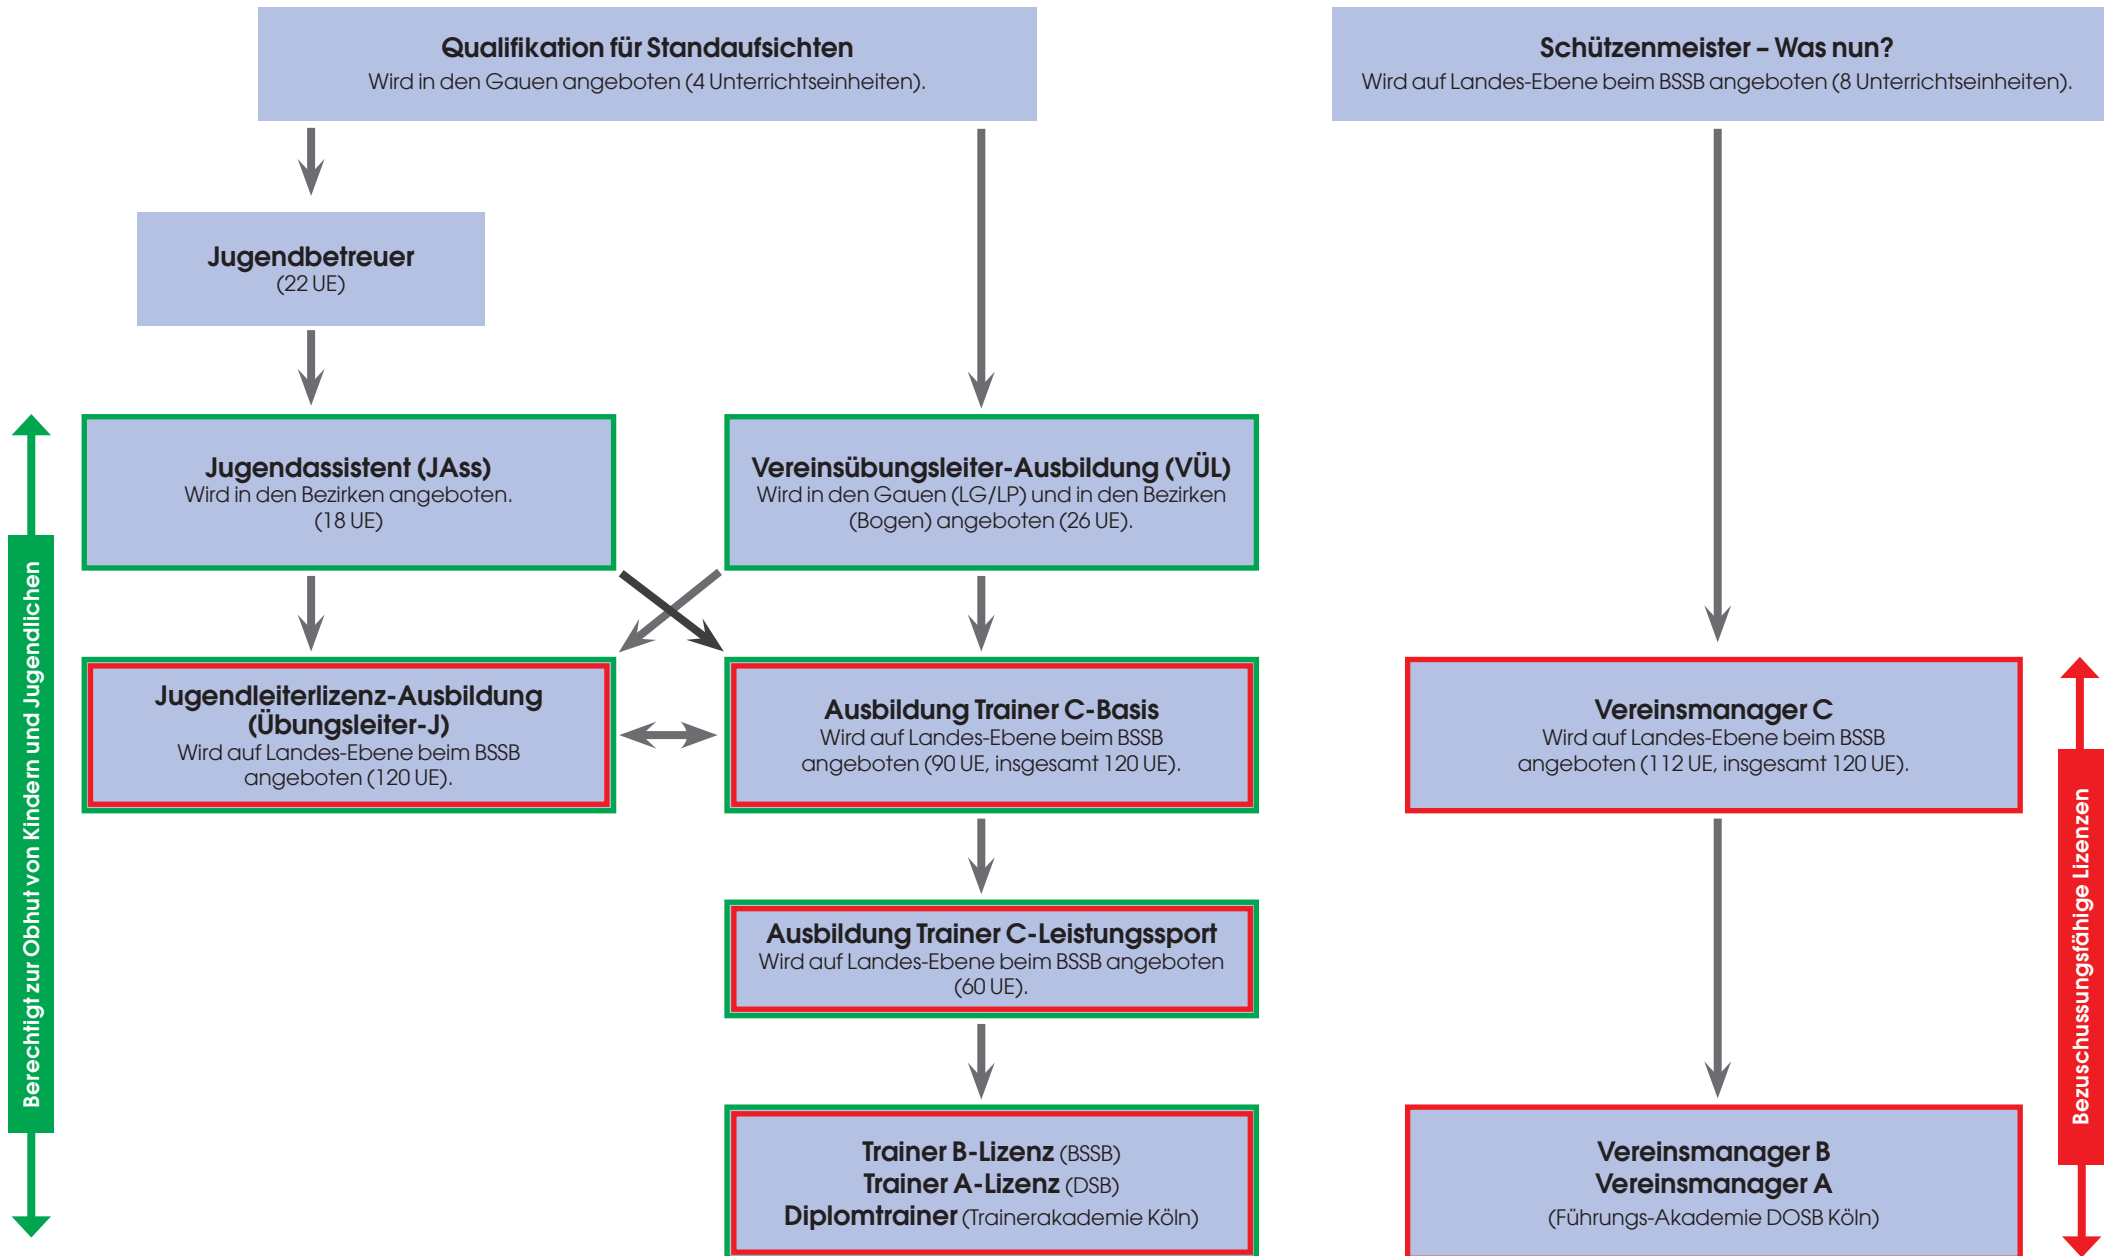 Qualifikation für Standaufsichten
Wird in den Gauen angeboten (4 Unterrichtseinheiten).
Schützenmeister – Was nun?
Wird auf Landes-Ebene beim BSSB angeboten (8 Unterrichtseinheiten).
Jugendbetreuer
(22 UE)
Jugendassistent (JAss)
Wird in den Bezirken angeboten.
(18 UE)
Vereinsübungsleiter-Ausbildung (VÜL)
Wird in den Gauen (LG/LP) und in den Bezirken
(Bogen) angeboten (26 UE).
Jugendleiterlizenz-Ausbildung
(Übungsleiter-J)
Wird auf Landes-Ebene beim BSSB
angeboten (120 UE).
Ausbildung Trainer C-Basis
Wird auf Landes-Ebene beim BSSB
angeboten (90 UE, insgesamt 120 UE).
Vereinsmanager C
Wird auf Landes-Ebene beim BSSB
angeboten (112 UE, insgesamt 120 UE).
Ausbildung Trainer C-Leistungssport
Wird auf Landes-Ebene beim BSSB angeboten
(60 UE).
Trainer B-Lizenz (BSSB)
Trainer A-Lizenz (DSB)
Diplomtrainer (Trainerakademie Köln)
Vereinsmanager B
Vereinsmanager A
(Führungs-Akademie DOSB Köln)
Berechtigt zur Obhut von Kindern und Jugendlichen
Bezuschussungsfähige Lizenzen